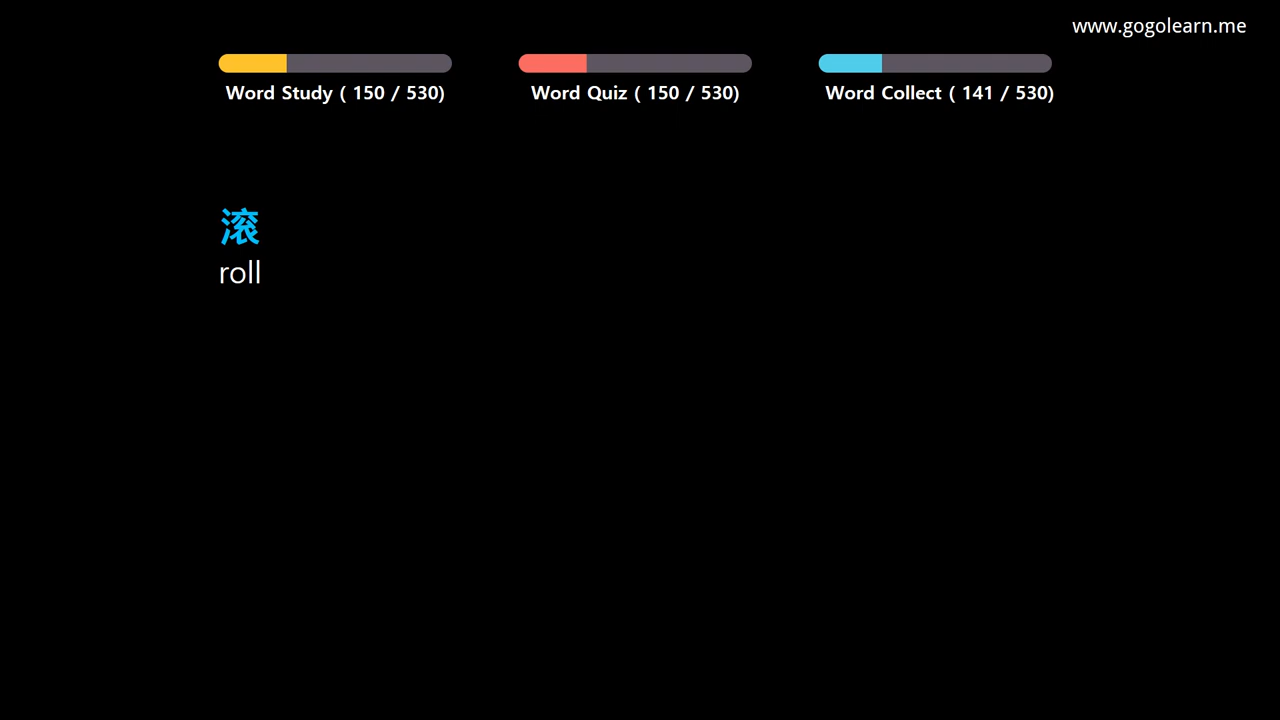 www.gogolearn.me
Word Study ( 150 / 530)
Word Quiz ( 150 / 530)
Word Collect ( 141 / 530)
滚
roll